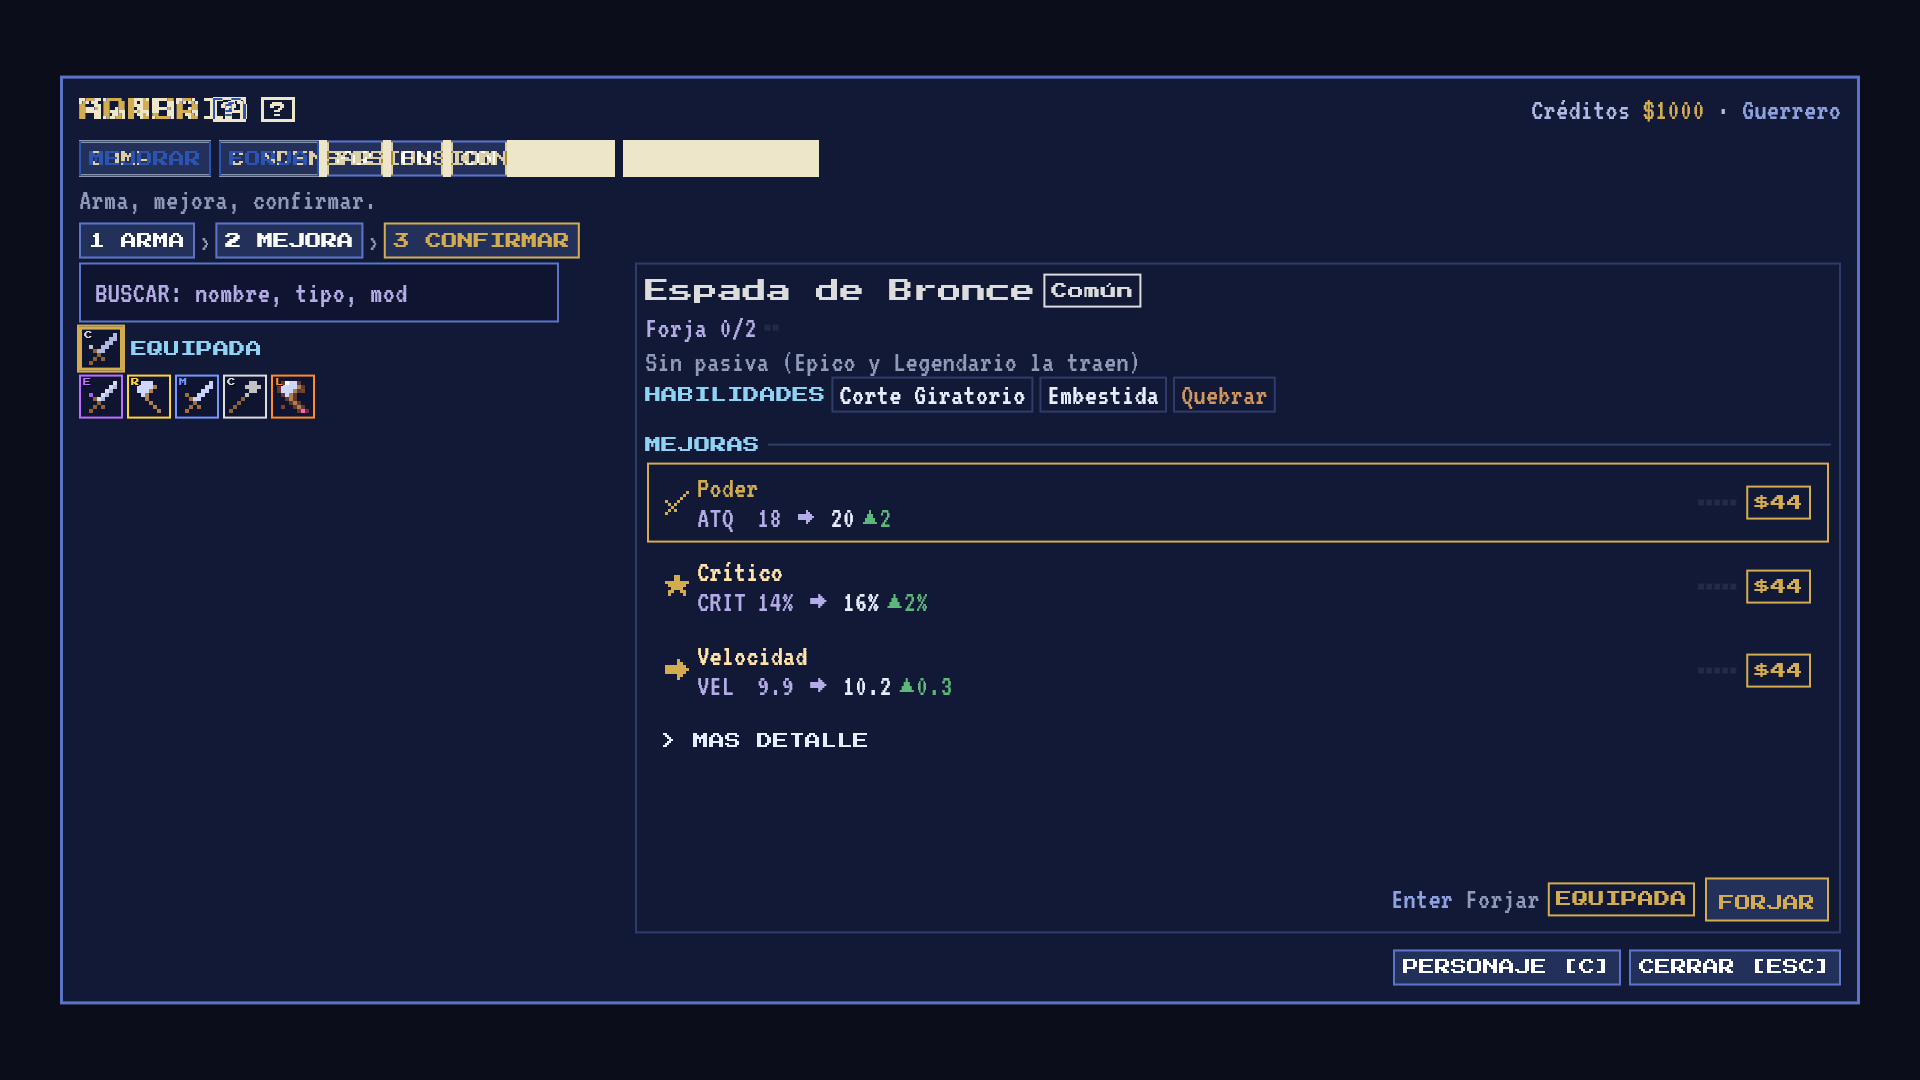 ?
Créditos $1000 · Guerrero
Arma, mejora, confirmar.
1 ARMA › 2 MEJORA › 3 CONFIRMAR
BUSCAR: nombre, tipo, mod
C
EQUIPADA
E R M C L
Espada de Bronce Común
Forja 0/2
Sin pasiva (Epico y Legendario la traen)
HABILIDADES Corte Giratorio Embestida Quebrar
MEJORAS
Poder
ATQ 18 → 20 ▲2
$44
Crítico
CRIT 14% → 16% ▲2%
$44
Velocidad
VEL 9.9 → 10.2 ▲0.3
$44
> MAS DETALLE
Enter Forjar EQUIPADA FORJAR
PERSONAJE [C] CERRAR [ESC]